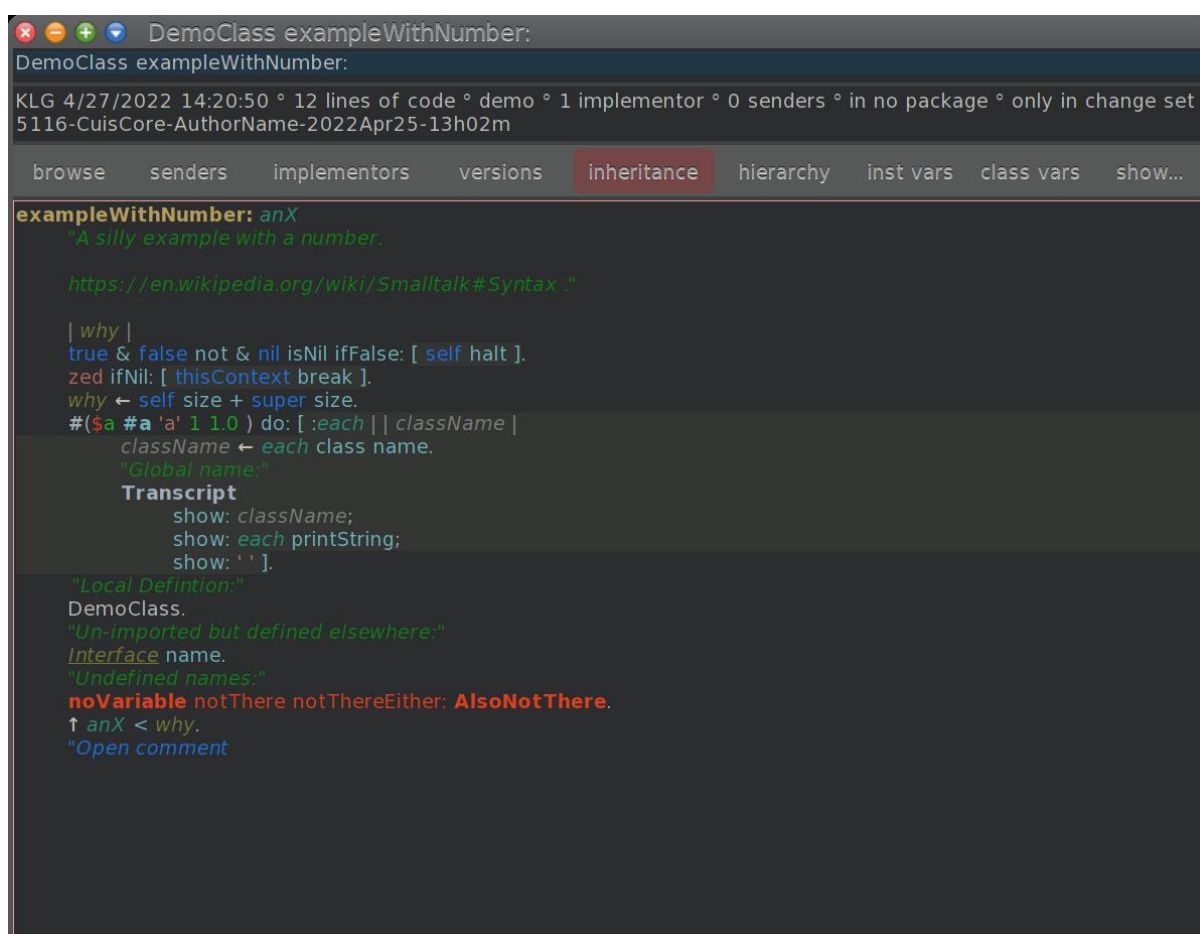 DemoClass exampleWithNumber:
DemoClass exampleWithNumber:
KLG 4/27/2022 14:20:50 ° 12 lines of code ° demo ° 1 implementor ° 0 senders ° in no package ° only in change set
5116-CuisCore-AuthorName-2022Apr25-13h02m
browse senders implementors versions inheritance hierarchy inst vars class vars show...
exampleWithNumber: anX
"A silly example with a number.
https://en.wikipedia.org/wiki/Smalltalk#Syntax ."
| why |
true & false not & nil isNil ifFalse: [ self halt ].
zed ifNil: [ thisContext break ].
why ← self size + super size.
#($a #a 'a' 1 1.0 ) do: [ :each | | className |
className ← each class name.
"Global name:"
Transcript
show: className;
show: each printString;
show: ' ' ].
"Local Defintion:"
DemoClass.
"Un-imported but defined elsewhere:"
Interface name.
"Undefined names:"
noVariable notThere notThereEither: AlsoNotThere.
↑ anX < why.
"Open comment